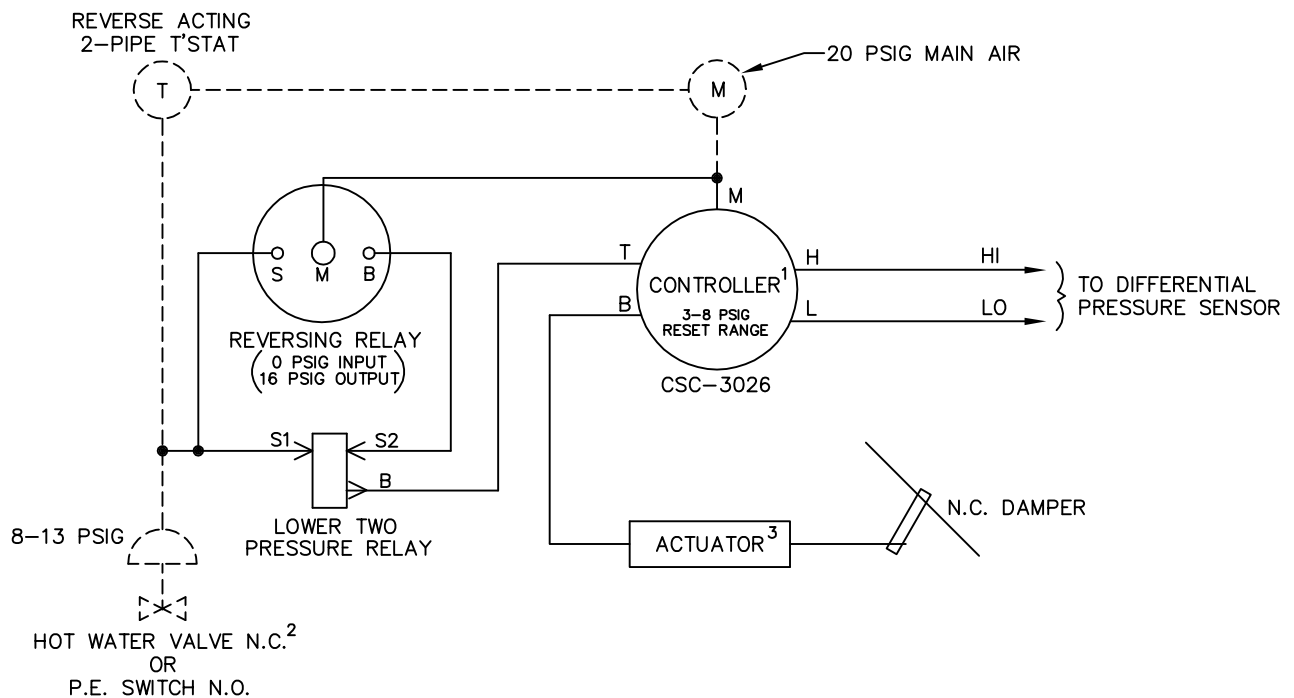 REVERSE ACTING
2-PIPE T'STAT
T
M
20 PSIG MAIN AIR
M
S
M
B
REVERSING RELAY
(0 PSIG INPUT
16 PSIG OUTPUT)
T
B
CONTROLLER¹
3-8 PSIG
RESET RANGE
CSC-3026
H
HI
L
LO
TO DIFFERENTIAL
PRESSURE SENSOR
S1
S2
B
LOWER TWO
PRESSURE RELAY
8-13 PSIG
HOT WATER VALVE N.C.²
OR
P.E. SWITCH N.O.
ACTUATOR³
N.C. DAMPER